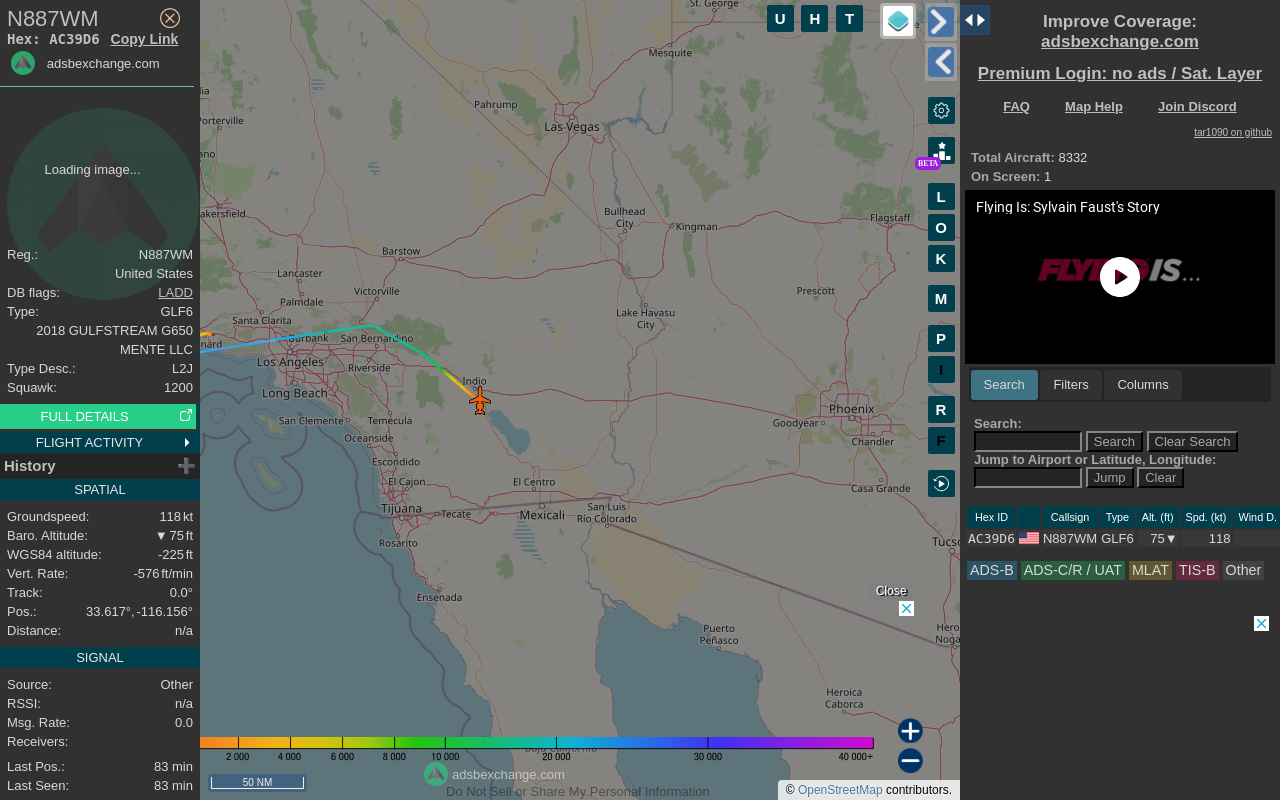 N887WM
Hex: AC39D6 Copy Link
adsbexchange.com
Loading image...
Reg.: N887WM
United States
DB flags: LADD
Type: GLF6
2018 GULFSTREAM G650
MENTE LLC
Type Desc.: L2J
Squawk: 1200
FULL DETAILS
FLIGHT ACTIVITY
History
SPATIAL
Groundspeed: 118 kt
Baro. Altitude: ▼ 75 ft
WGS84 altitude: -225 ft
Vert. Rate: -576 ft/min
Track: 0.0°
Pos.: 33.617°, -116.156°
Distance: n/a
SIGNAL
Source: Other
RSSI: n/a
Msg. Rate: 0.0
Receivers:
Last Pos.: 83 min
Last Seen: 83 min
St. George
Mesquite
Pahrump
Las Vegas
Porterville
Bullhead
City
Kingman
Flagstaff
Barstow
Lancaster
Victorville
Palmdale
Prescott
Lake Havasu
City
Santa Clarita
Burbank
San Bernardino
Los Angeles
Riverside
Indio
Long Beach
Phoenix
Goodyear
Chandler
San Clemente
Temecula
Oceanside
Escondido
El Cajon
El Centro
Casa Grande
Tijuana
Tecate
Mexicali
San Luis
Río Colorado
Rosarito
Ensenada
Puerto
Peñasco
Heroica
Caborca
Close
U H T
BETA
L
O
K
M
P
I
R
F
2 000 4 000 6 000 8 000 10 000 20 000 30 000 40 000+
50 NM
adsbexchange.com
Do Not Sell or Share My Personal Information
© OpenStreetMap contributors.
Improve Coverage:
adsbexchange.com
Premium Login: no ads / Sat. Layer
FAQ Map Help Join Discord
tar1090 on github
Total Aircraft: 8332
On Screen: 1
Flying Is: Sylvain Faust's Story
FLYING IS...
Search Filters Columns
Search:
Search Clear Search
Jump to Airport or Latitude, Longitude:
Jump Clear
Hex ID Callsign Type Alt. (ft) Spd. (kt) Wind D.
AC39D6 N887WM GLF6 75▼ 118
ADS-B ADS-C/R / UAT MLAT TIS-B Other